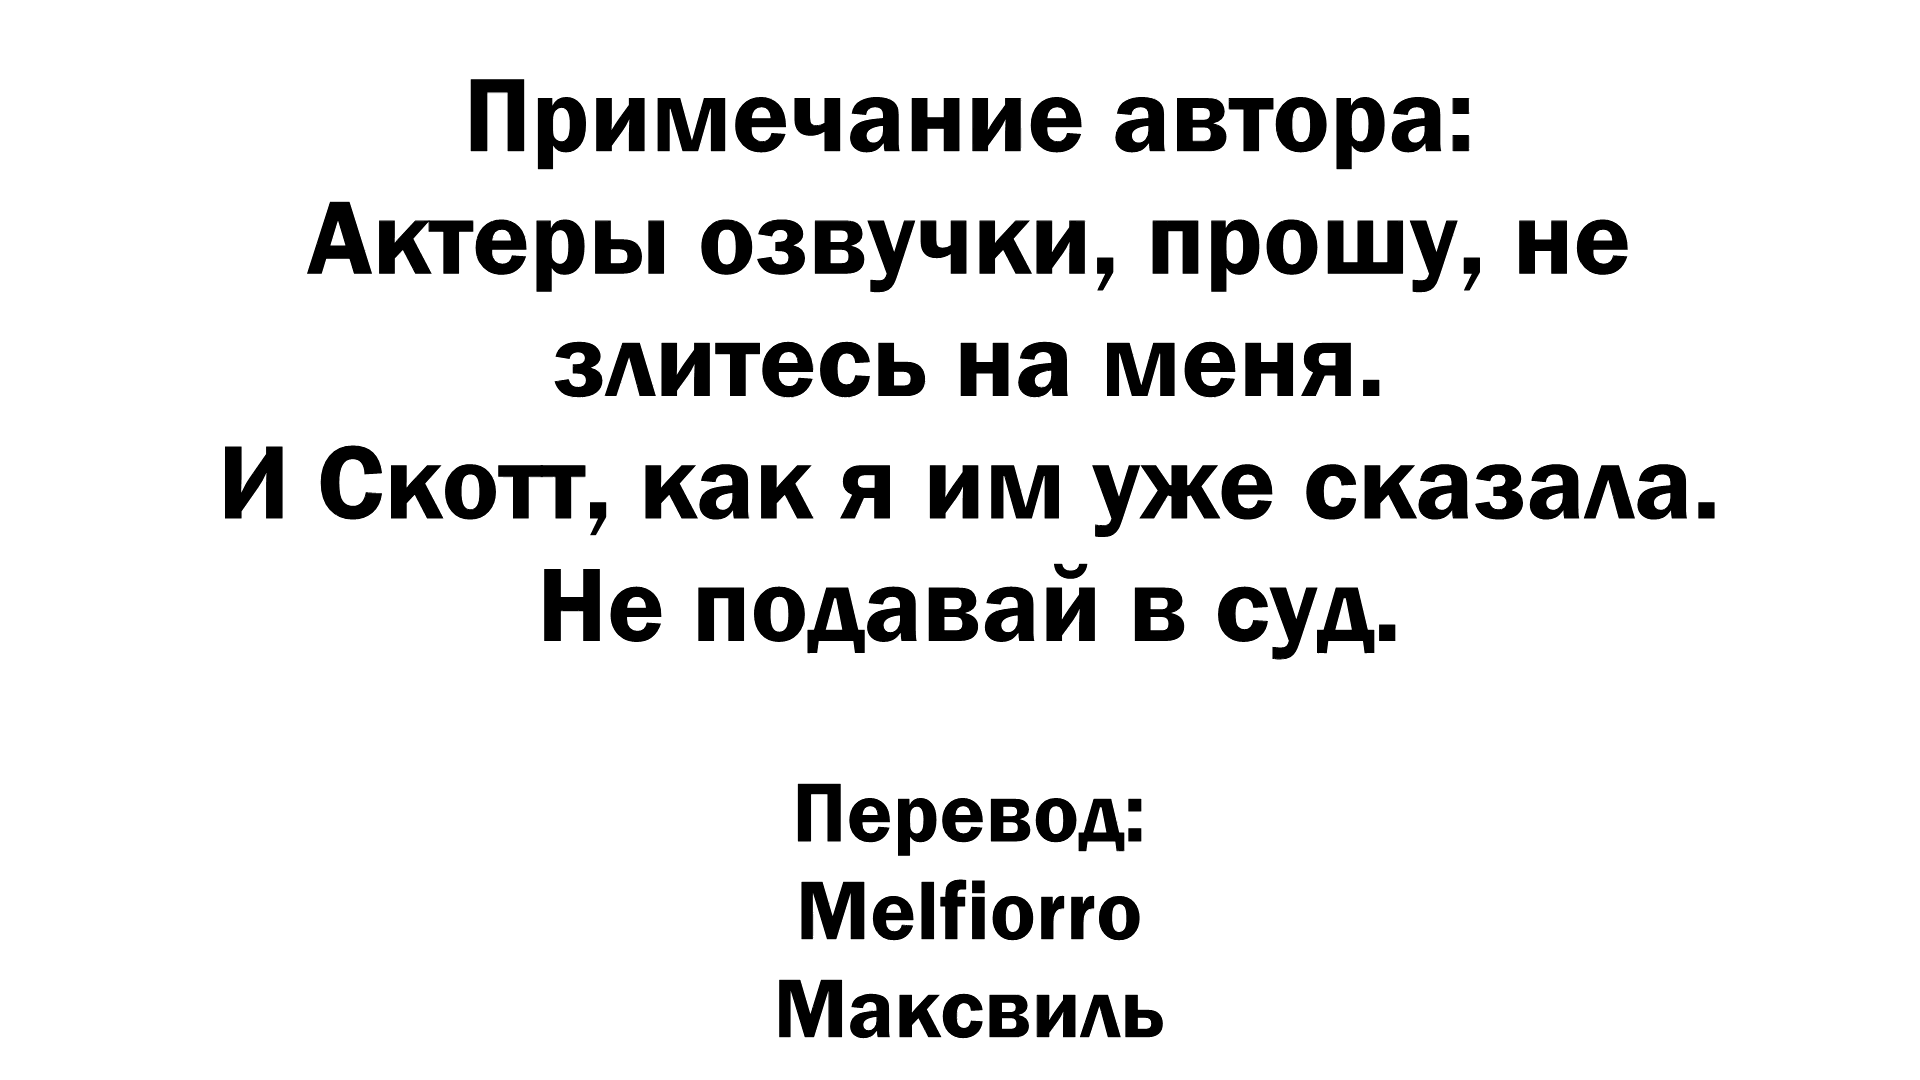 Примечание автора:
Актеры озвучки, прошу, не
злитесь на меня.
И Скотт, как я им уже сказала.
Не подавай в суд.
Перевод:
Melfiorro
Максвиль